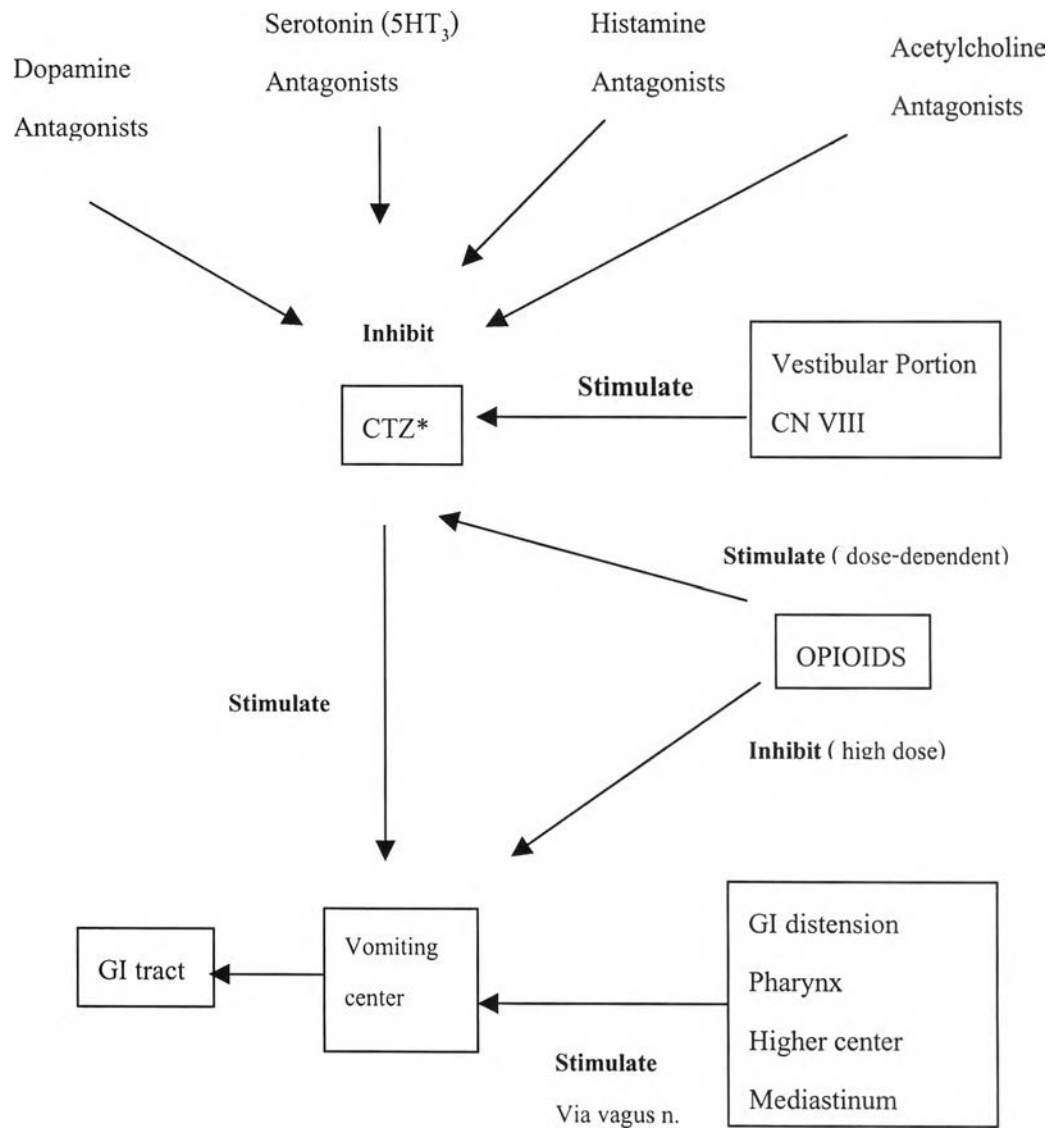 Dopamine
Antagonists
Serotonin (5HT₃)
Antagonists
Histamine
Antagonists
Acetylcholine
Antagonists
Inhibit
CTZ*
Stimulate
Vestibular Portion
CN VIII
Stimulate ( dose-dependent)
OPIOIDS
Stimulate
Inhibit ( high dose)
GI tract
Vomiting
center
GI distension
Pharynx
Higher center
Mediastinum
Stimulate
Via vagus n.